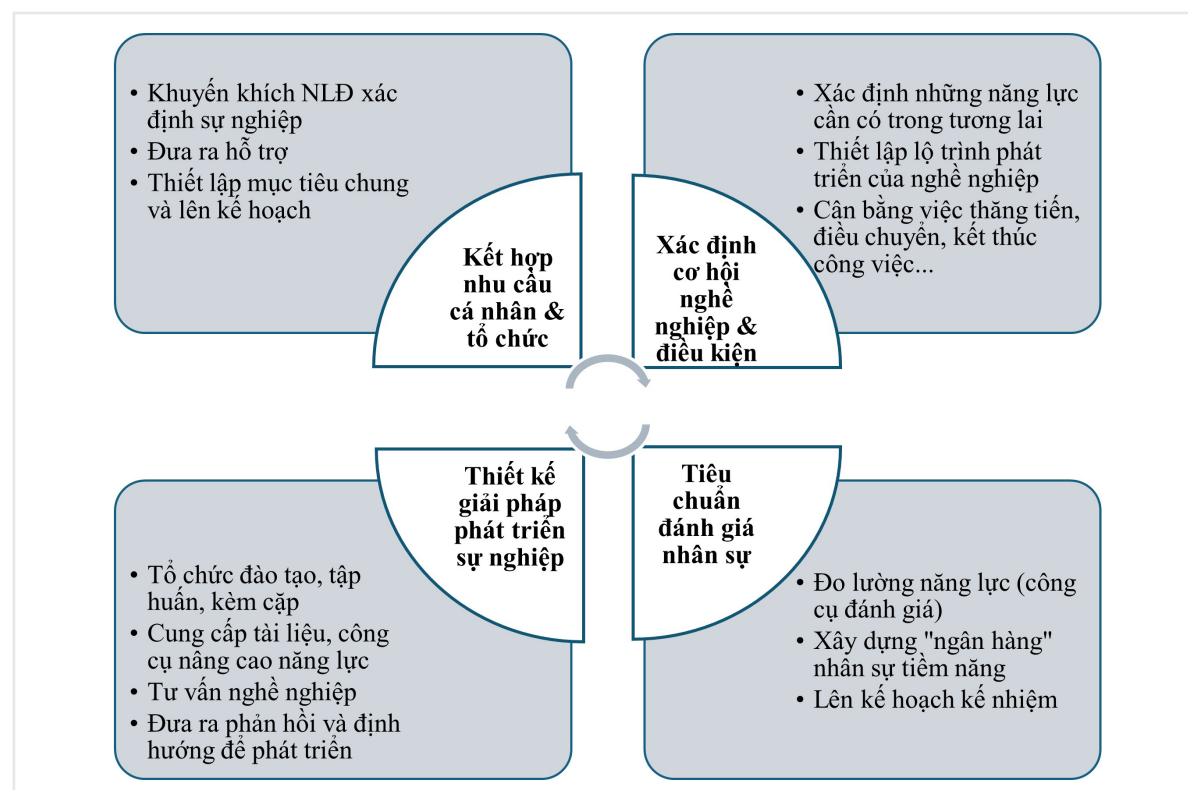 • Khuyến khích NLĐ xác
định sự nghiệp
• Đưa ra hỗ trợ
• Thiết lập mục tiêu chung
và lên kế hoạch
Kết hợp
nhu cầu
cá nhân &
tổ chức
• Xác định những năng lực
cần có trong tương lai
• Thiết lập lộ trình phát
triển của nghề nghiệp
• Cân bằng việc thăng tiến,
điều chuyển, kết thúc
công việc...
Xác định
cơ hội
nghề
nghiệp &
điều kiện
Thiết kế
giải pháp
phát triển
sự nghiệp
• Tổ chức đào tạo, tập
huấn, kèm cặp
• Cung cấp tài liệu, công
cụ nâng cao năng lực
• Tư vấn nghề nghiệp
• Đưa ra phản hồi và định
hướng để phát triển
Tiêu
chuẩn
đánh giá
nhân sự
• Đo lường năng lực (công
cụ đánh giá)
• Xây dựng "ngân hàng"
nhân sự tiềm năng
• Lên kế hoạch kế nhiệm